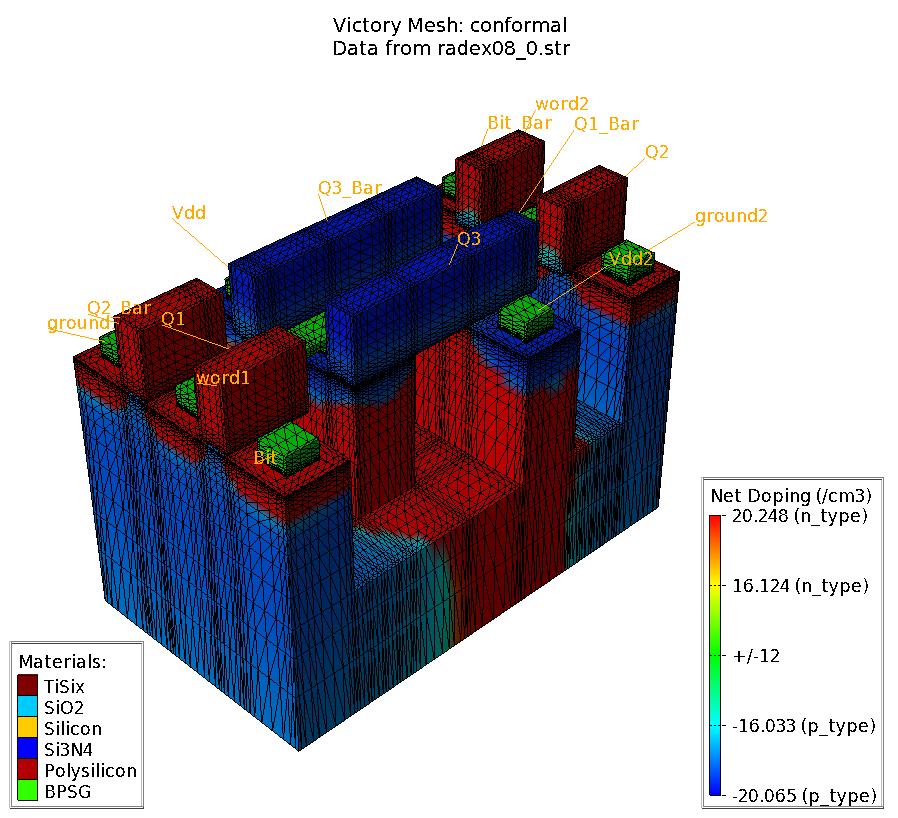 Victory Mesh: conformal
Data from radex08_0.str
word2
Bit_Bar
Q1_Bar
Q2
Q3_Bar
Vdd
ground2
Q3
Vdd2
Q2_Bar
ground
Q1
word1
Bit
Net Doping (/cm3)
20.248 (n_type)
16.124 (n_type)
+/-12
-16.033 (p_type)
-20.065 (p_type)
Materials:
TiSix
SiO2
Silicon
Si3N4
Polysilicon
BPSG